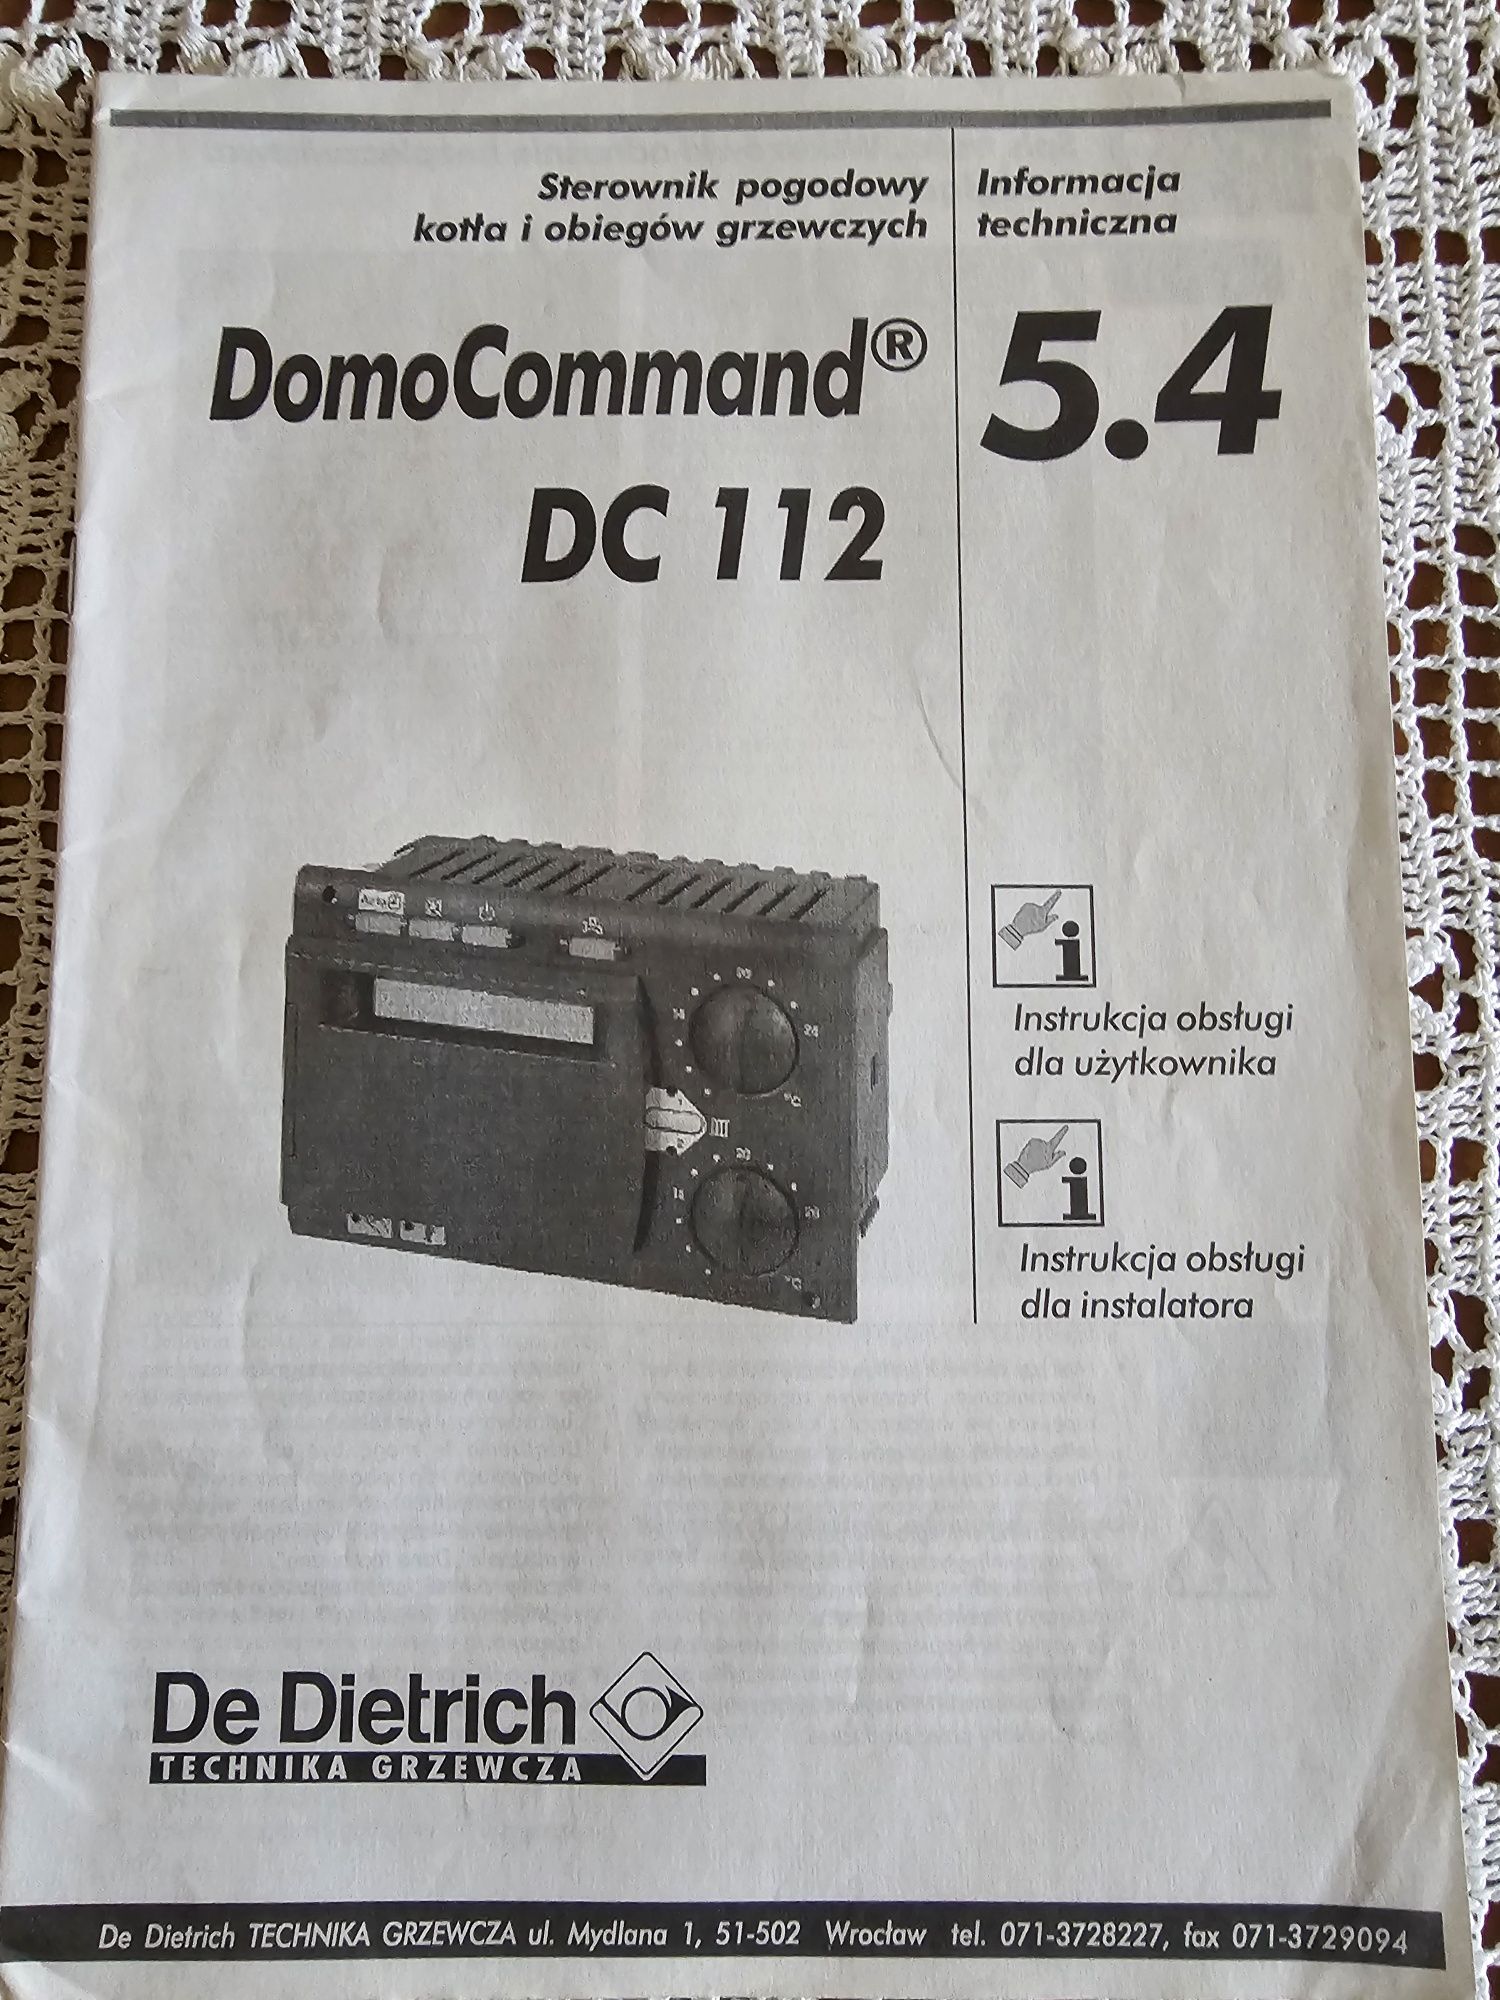 Sterownik pogodowy
kotła i obiegów grzewczych
Informacja
techniczna
DomoCommand®
DC 112
5.4
Instrukcja obsługi
dla użytkownika
Instrukcja obsługi
dla instalatora
De Dietrich
TECHNIKA GRZEWCZA
De Dietrich TECHNIKA GRZEWCZA ul. Mydlana 1, 51-502 Wrocław tel. 071-3728227, fax 071-3729094